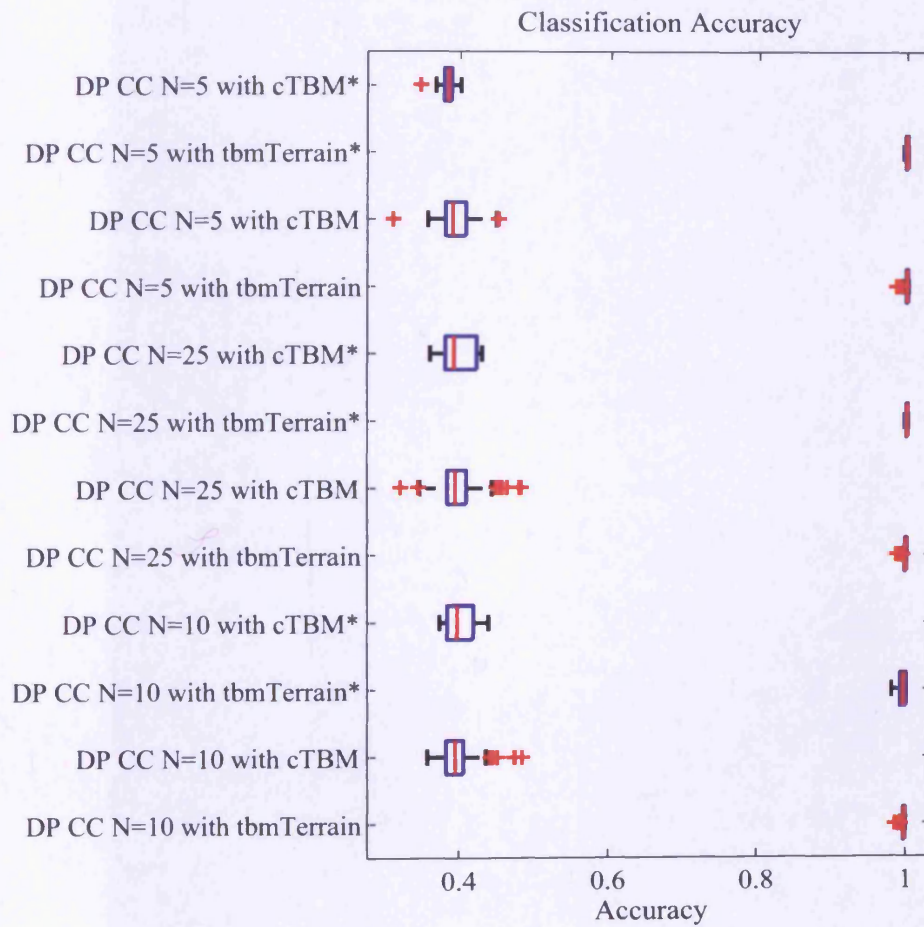 Classification Accuracy
DP CC N=5 with cTBM*
DP CC N=5 with tbmTerrain*
DP CC N=5 with cTBM
DP CC N=5 with tbmTerrain
DP CC N=25 with cTBM*
DP CC N=25 with tbmTerrain*
DP CC N=25 with cTBM
DP CC N=25 with tbmTerrain
DP CC N=10 with cTBM*
DP CC N=10 with tbmTerrain*
DP CC N=10 with cTBM
DP CC N=10 with tbmTerrain
0.4 0.6 0.8 1
Accuracy